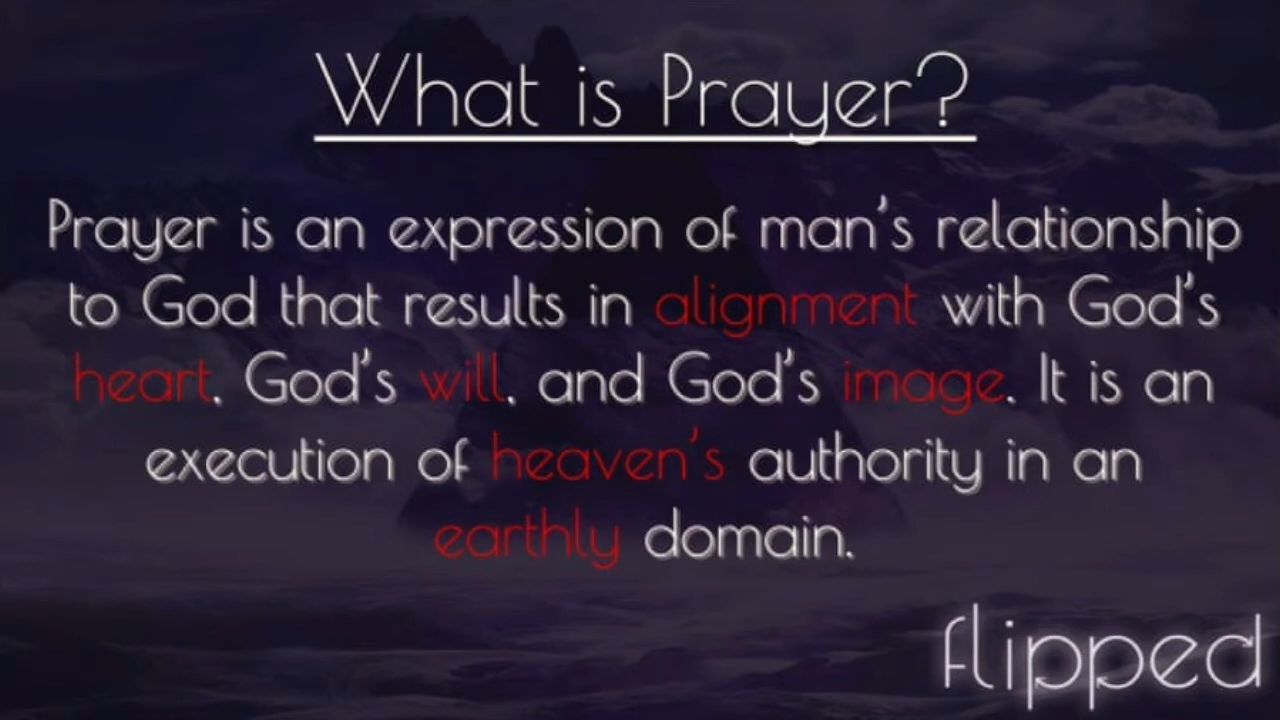 What is Prayer?
Prayer is an expression of man's relationship
to God that results in alignment with God's
heart, God's will, and God's image. It is an
execution of heaven's authority in an
earthly domain.
flipped